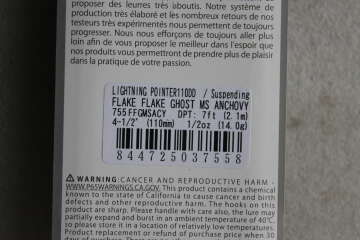 proposer des leurres très aboutis. Notre système de
production très élaboré et les nombreux retours de nos
testeurs très expérimentés nous permettent de toujours
progresser. Nous nous efforçons de toujours aller plus
loin afin de vous proposer le meilleur dans l'espoir que
nos produits vous permettront de prendre plus de plaisir
dans la pratique de votre passion.
LIGHTNING POINTER110DD / Suspending
FLAKE FLAKE GHOST MS ANCHOVY
755FFGMSACY DPT: 7ft (2.1m)
4-1/2" (110mm) 1/2oz (14.0g)
844725037558
⚠ WARNING:CANCER AND REPRODUCTIVE HARM -
WWW.P65WARNINGS.CA.GOV. This product contains a chemical
known to the state of California to cause cancer and birth
defects and other reproductive harm. The hooks on this
product are sharp. Please handle with care also, the lure may
partially expand and burst in an ambient temperature of 40℃,
so please store it in a location of relatively low temperatures.
Product replacement or refund of purchase price when 30
days of purchase.